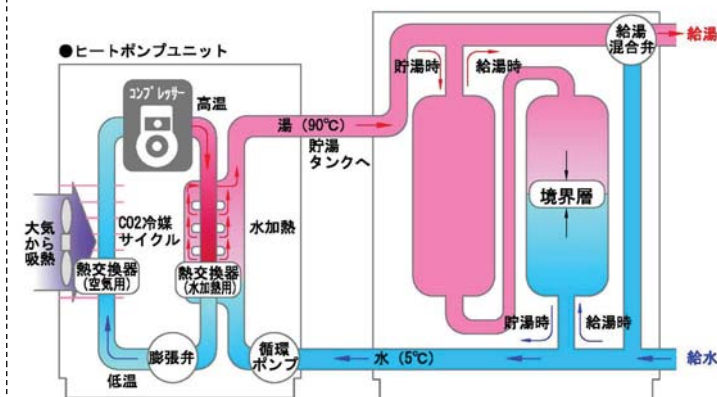 ●ヒートポンプユニット
コンプレッサー
高温
大気
から
吸熱
CO2冷媒
サイクル
熱交換器
(空気用)
熱交換器
(水加熱用)
水加熱
低温
膨張弁
循環
ポンプ
湯（90℃）
貯湯
タンクへ
貯湯時
給湯時
給湯
混合弁
給湯
境界層
貯湯時
給湯時
水（5℃）
給水